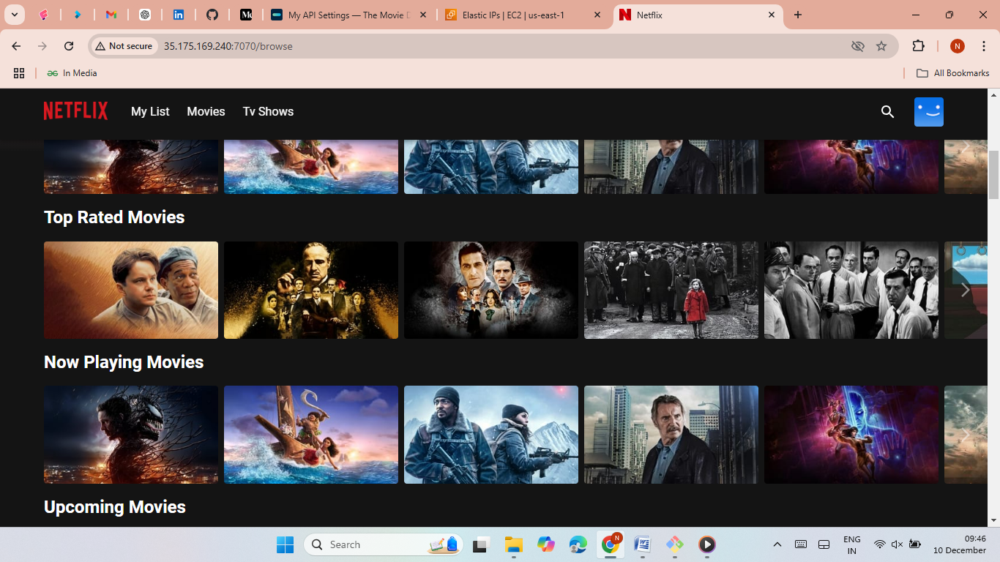 My API Settings — The Movie D
Elastic IPs | EC2 | us-east-1
Netflix
Not secure
35.175.169.240:7070/browse
N
In Media
All Bookmarks
NETFLIX
My List
Movies
Tv Shows
Top Rated Movies
Now Playing Movies
Upcoming Movies
Search
N
ENG
IN
09:46
10 December